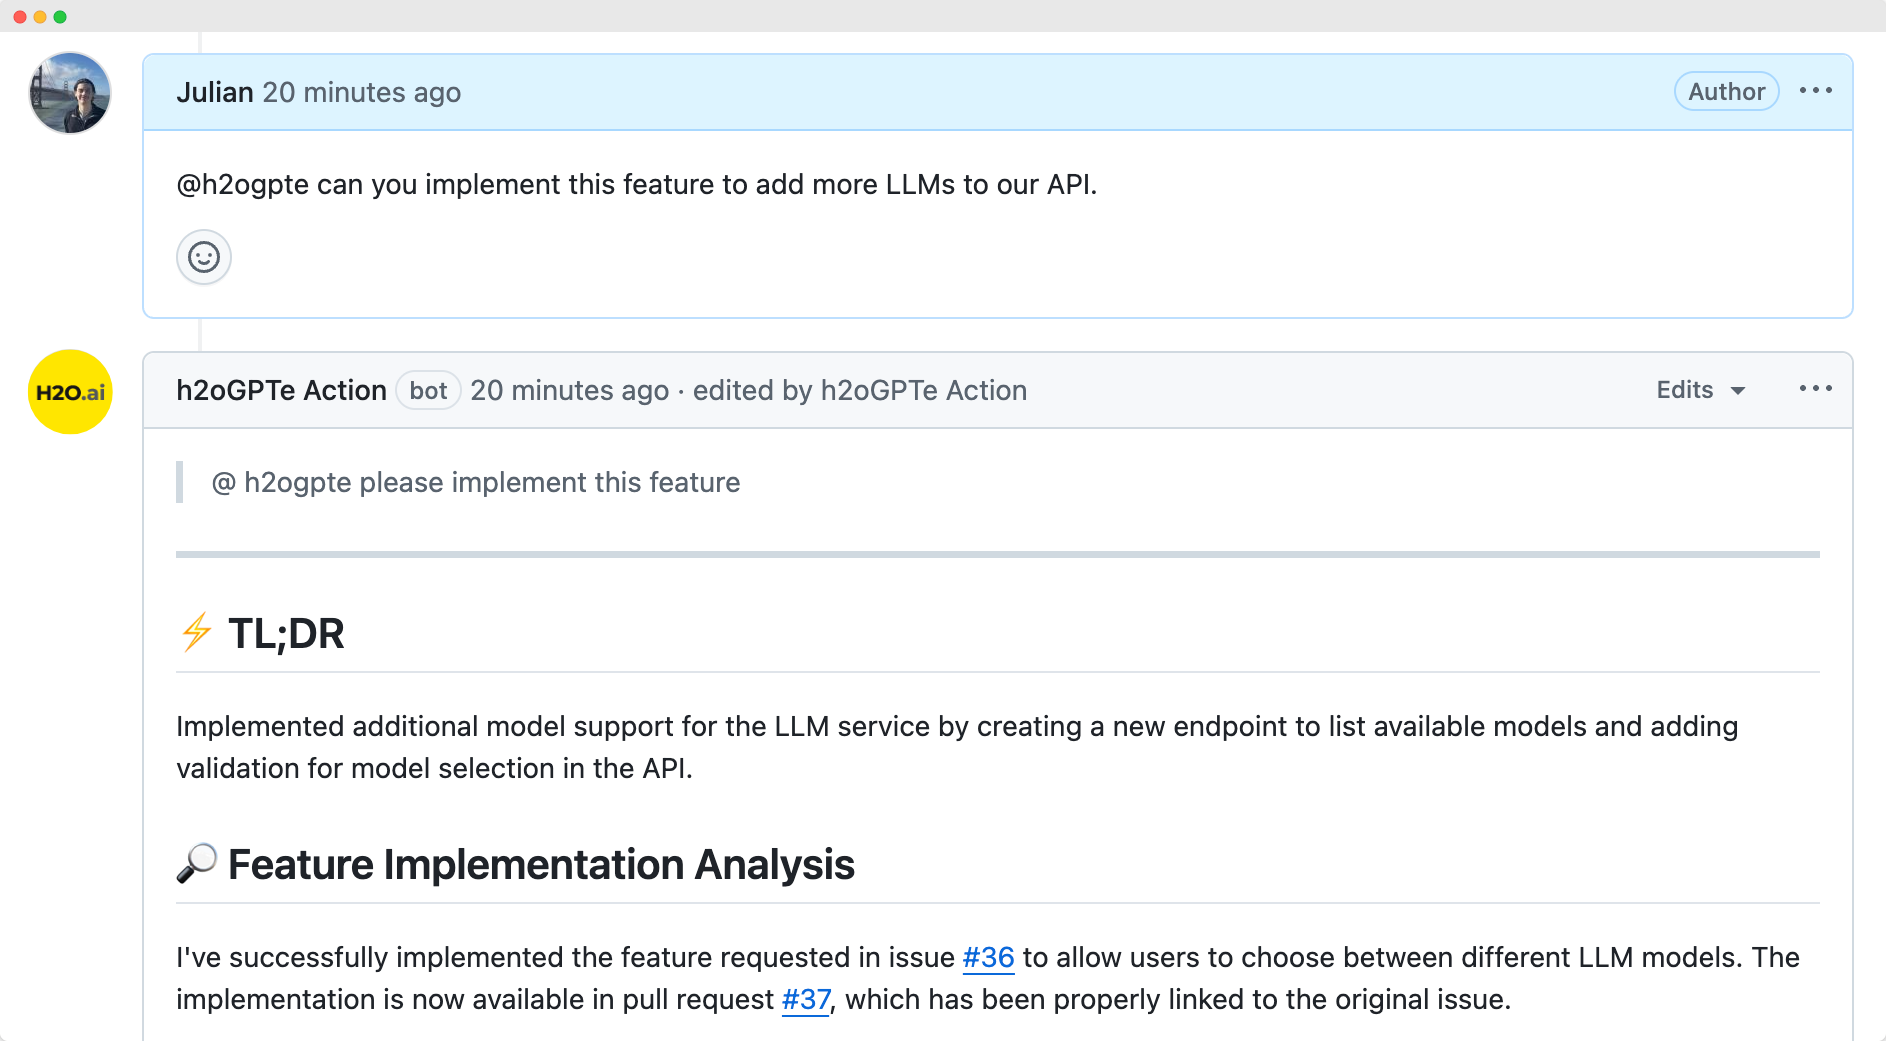 Julian 20 minutes ago Author
@h2ogpte can you implement this feature to add more LLMs to our API.
H2O.ai
h2oGPTe Action bot 20 minutes ago · edited by h2oGPTe Action Edits
@ h2ogpte please implement this feature
⚡ TL;DR
Implemented additional model support for the LLM service by creating a new endpoint to list available models and adding
validation for model selection in the API.
🔎 Feature Implementation Analysis
I've successfully implemented the feature requested in issue #36 to allow users to choose between different LLM models. The
implementation is now available in pull request #37, which has been properly linked to the original issue.